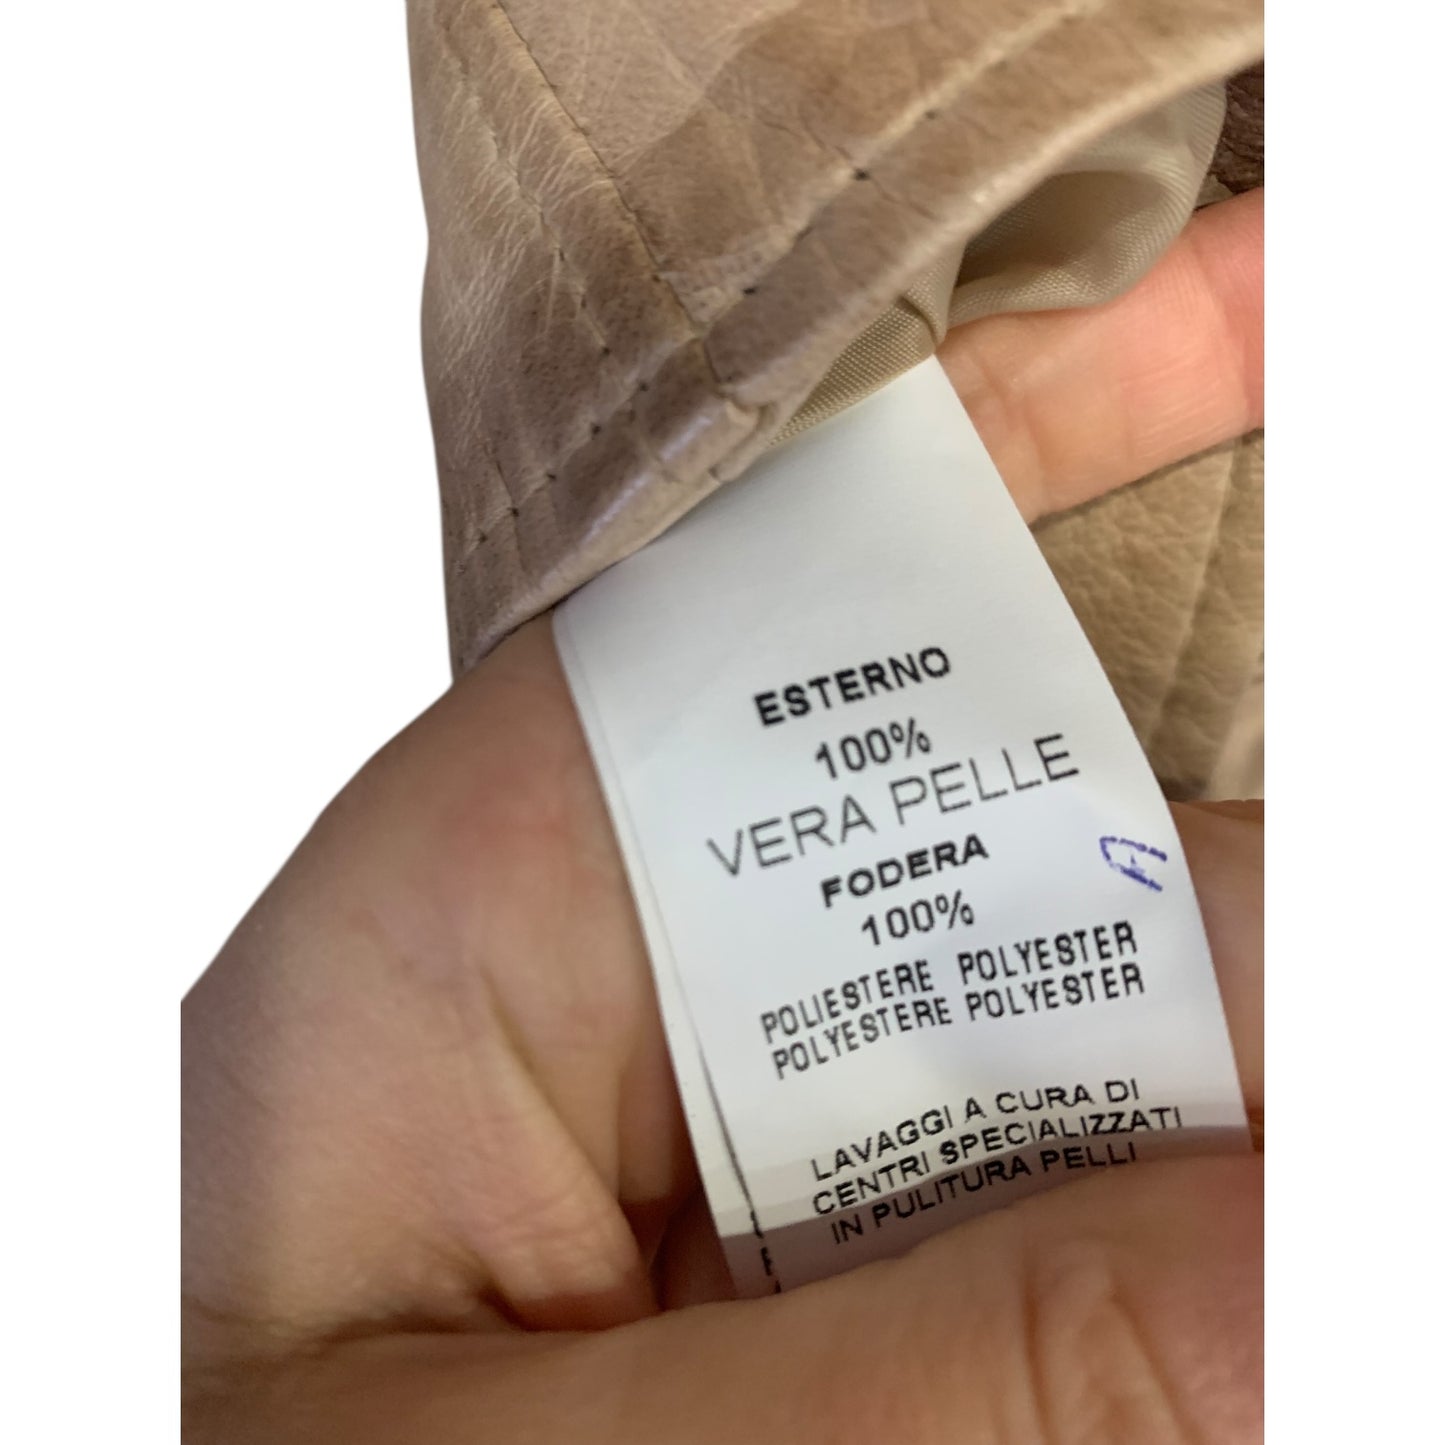 ESTERNO
100%
VERA PELLE
FODERA
100%
POLIESTERE POLYESTER
POLYESTERE POLYESTER
LAVAGGI A CURA DI
CENTRI SPECIALIZZATI
IN PULITURA PELLI